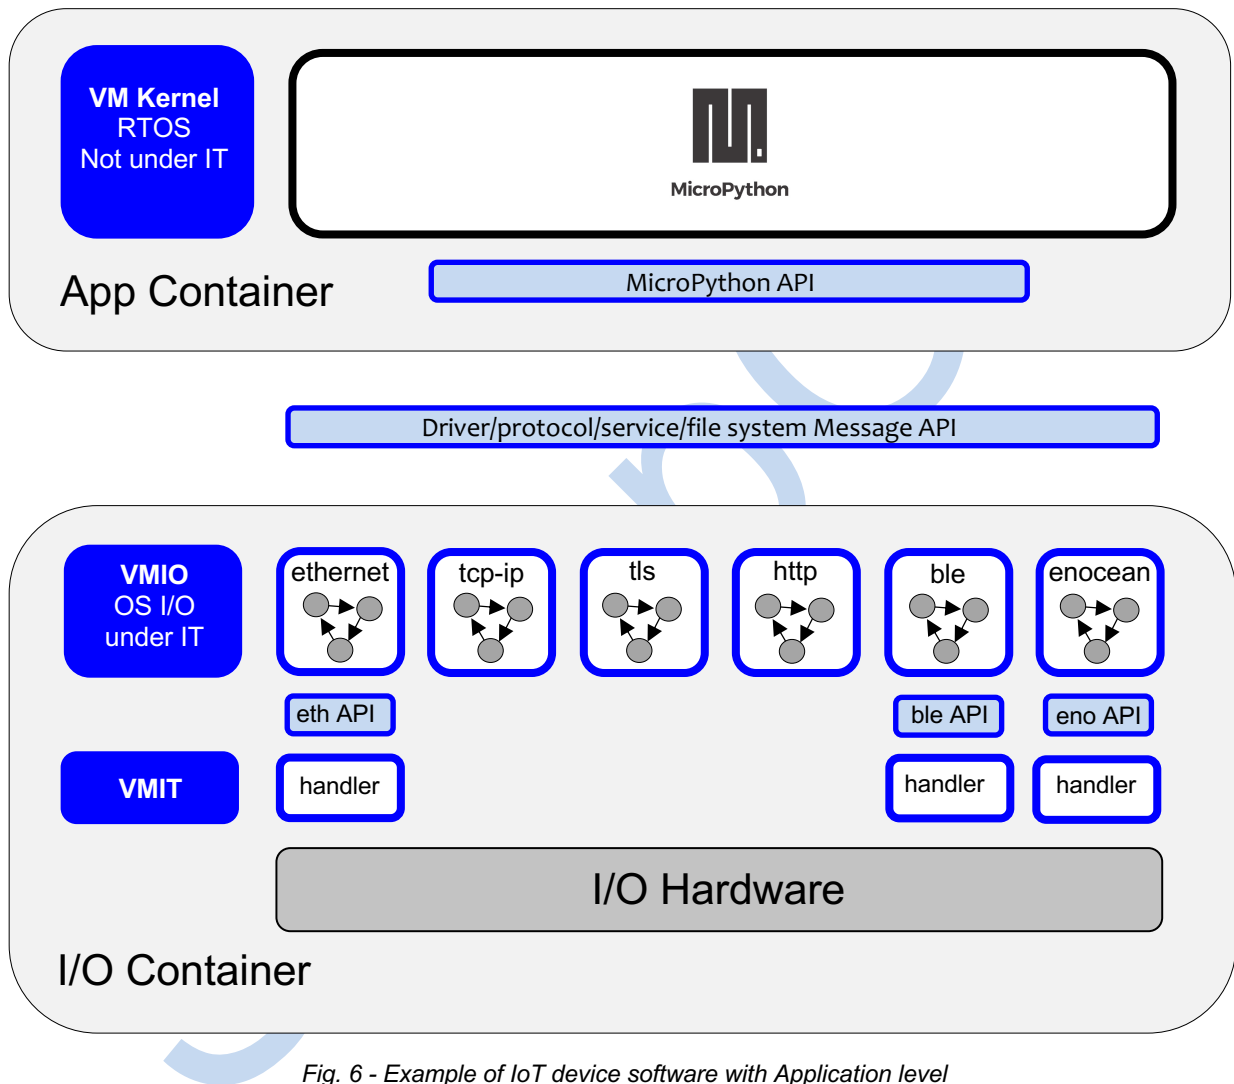 VM Kernel
RTOS
Not under IT
MicroPython
App Container
MicroPython API
Driver/protocol/service/file system Message API
VMIO
OS I/O
under IT
ethernet
tcp-ip
tls
http
ble
enocean
eth API
ble API
eno API
VMIT
handler
handler
handler
I/O Hardware
I/O Container
Fig. 6 - Example of IoT device software with Application level